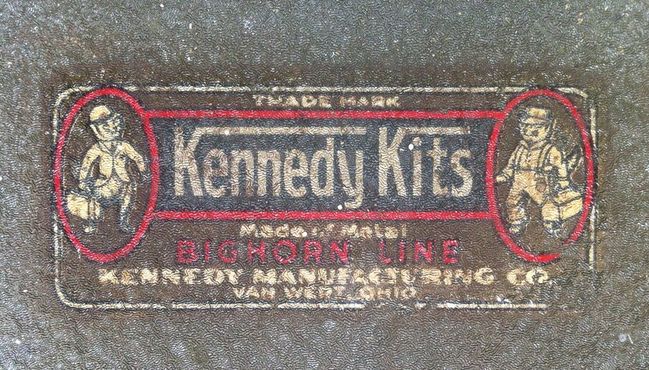 TRADE MARK
Kennedy Kits
Made of Metal
BIGHORN LINE
KENNEDY MANUFACTURING CO.
VAN WERT, OHIO